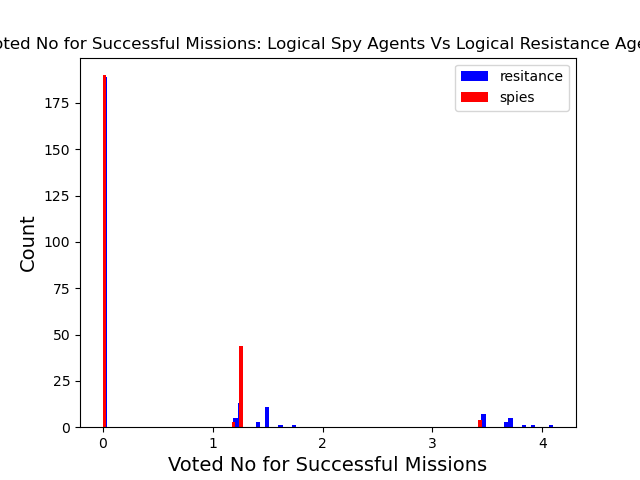 oted No for Successful Missions: Logical Spy Agents Vs Logical Resistance Age
resitance
spies
175
150
125
100
75
50
25
0
Count
0 1 2 3 4
Voted No for Successful Missions